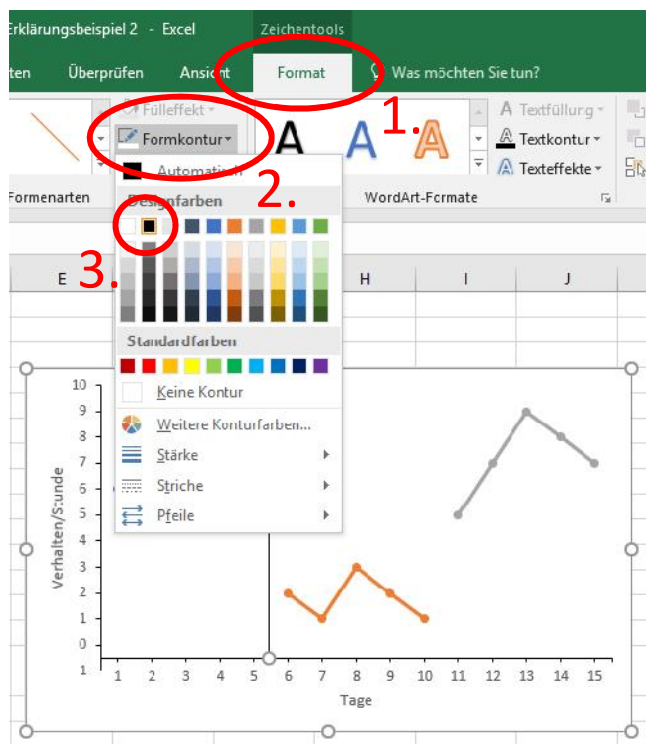 Erklärungsbeispiel 2 - Excel Zeichentools
ten Überprüfen Ansicht Format Was möchten Sie tun?
Fülleffekt
Formkontur
A A A
1.
A Textfüllung
A Textkontur
A Texteffekte
Automatisch
Formenarten
WordArt-Formate
2.
Designfarben
3.
E H I J
Standardfarben
Keine Kontur
Weitere Konturfarben...
Stärke
Striche
Pfeile
Verhalten/Stunde
10
9
8
7
6
5
4
3
2
1
0
1
1 2 3 4 5 6 7 8 9 10 11 12 13 14 15
Tage